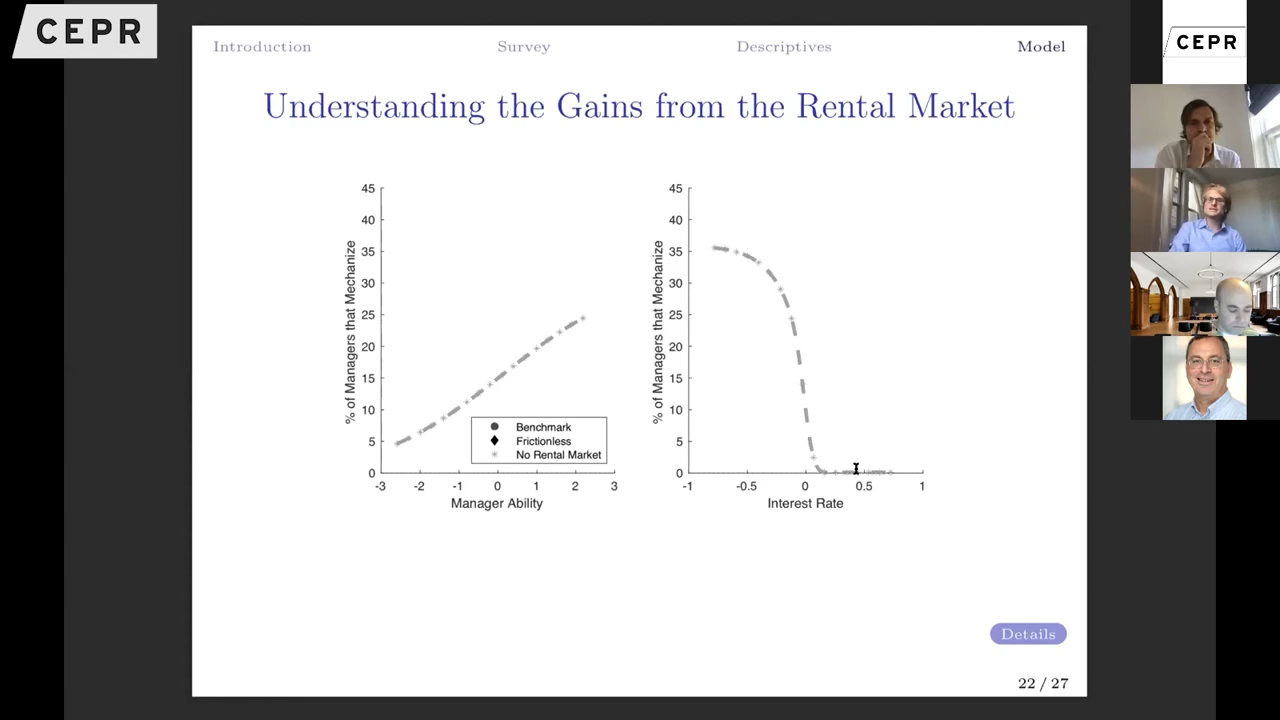 CEPR
CEPR
Introduction Survey Descriptives Model
Understanding the Gains from the Rental Market
45
40
35
30
25
20
15
10
5
0
-3 -2 -1 0 1 2 3
Manager Ability
% of Managers that Mechanize
Benchmark
Frictionless
No Rental Market
45
40
35
30
25
20
15
10
5
0
-1 -0.5 0 0.5 1
Interest Rate
% of Managers that Mechanize
Details
22 / 27